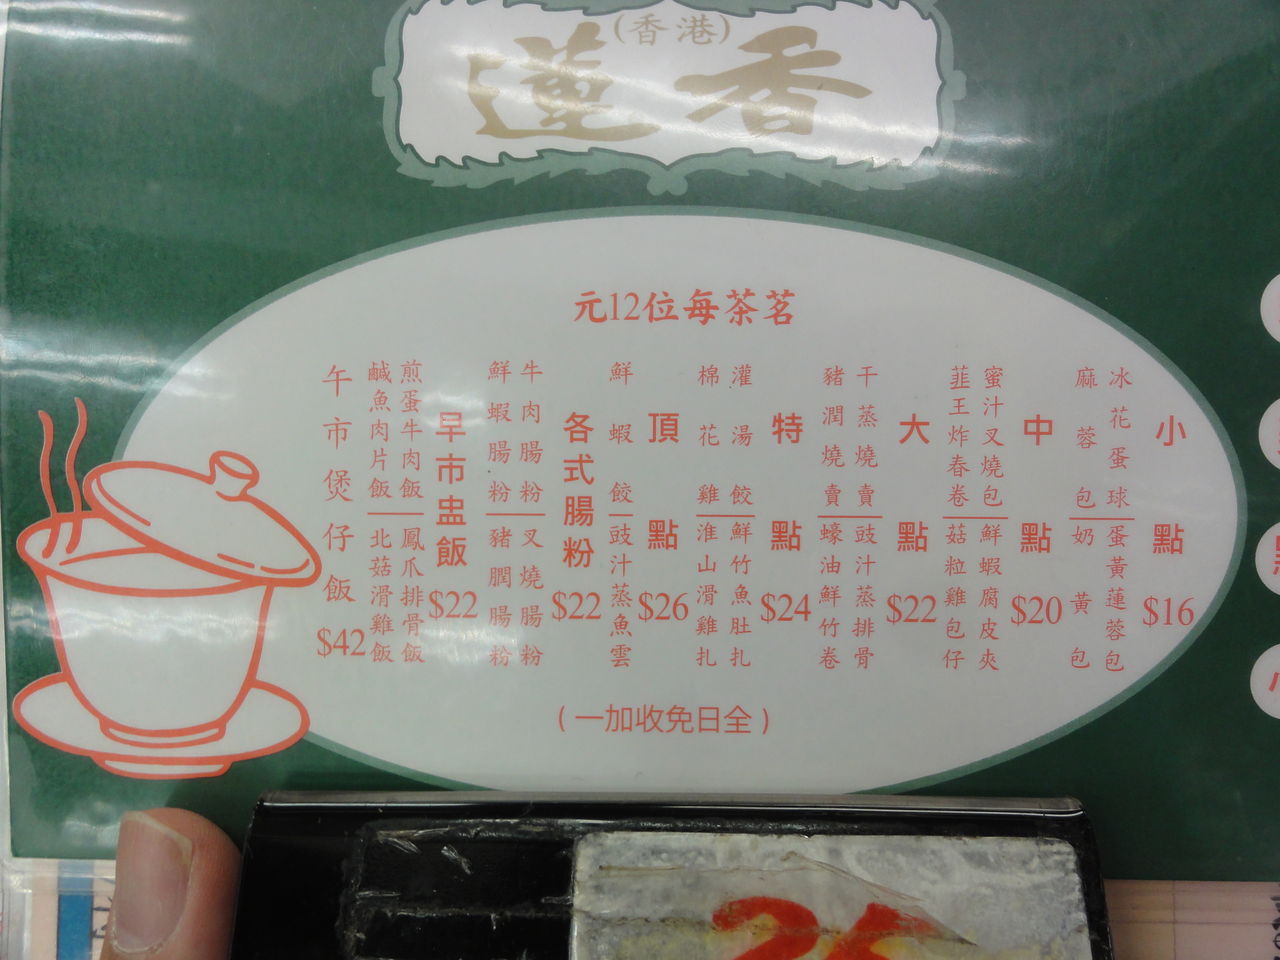 (香港)
蓮香
茗茶每位12元
小點
$16
冰花蛋球
麻蓉包
蛋黃蓮蓉包
奶黃包
中點
$20
蜜汁叉燒包
韮王炸春卷
鮮蝦腐皮夾
菇粒雞包仔
大點
$22
干蒸燒賣
豬潤燒賣
豉汁蒸排骨
蠔油鮮竹卷
特點
$24
灌湯餃
棉花雞
鮮竹魚肚扎
淮山滑雞扎
頂點
$26
鮮蝦餃
豉汁蒸魚雲
各式腸粉
$22
牛肉腸粉
鮮蝦腸粉
叉燒腸粉
豬膶腸粉
早市盅飯
$22
煎蛋牛肉飯
鹹魚肉片飯
鳳爪排骨飯
北菇滑雞飯
午市煲仔飯
$42
(全日免收加一)
26